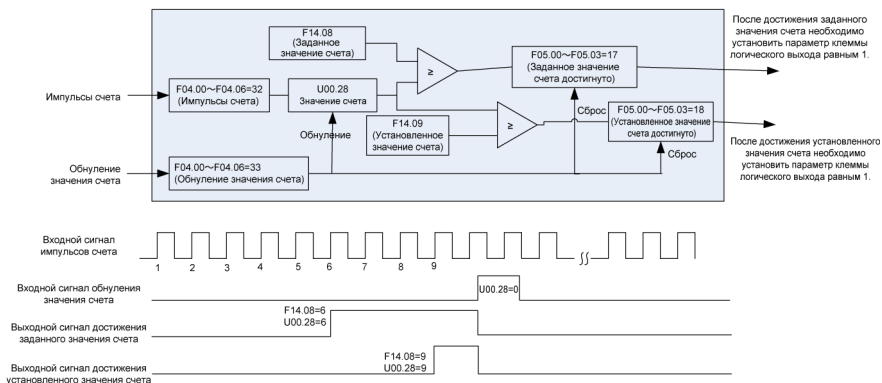 F14.08
(Заданное
значение счета)
F05.00～F05.03=17
(Заданное значение
счета достигнуто)
После достижения заданного
значения счета необходимо
установить параметр клеммы
логического выхода равным 1.
≥
Импульсы счета
F04.00～F04.06=32
(Импульсы счета)
U00.28
Значение счета
Обнуление
F14.09
(Установленное
значение счета)
≥
Сброс
F05.00～F05.03=18
(Установленное значение
счета достигнуто)
Сброс
После достижения установленного
значения счета необходимо
установить параметр клеммы
логического выхода равным 1.
Обнуление
значения счета
F04.00～F04.06=33
(Обнуление значения счета)
Входной сигнал
импульсов счета
1 2 3 4 5 6 7 8 9
Входной сигнал обнуления
значения счета
U00.28=0
Выходной сигнал достижения
заданного значения счета
F14.08=6
U00.28=6
Выходной сигнал достижения
установленного значения счета
F14.08=9
U00.28=9